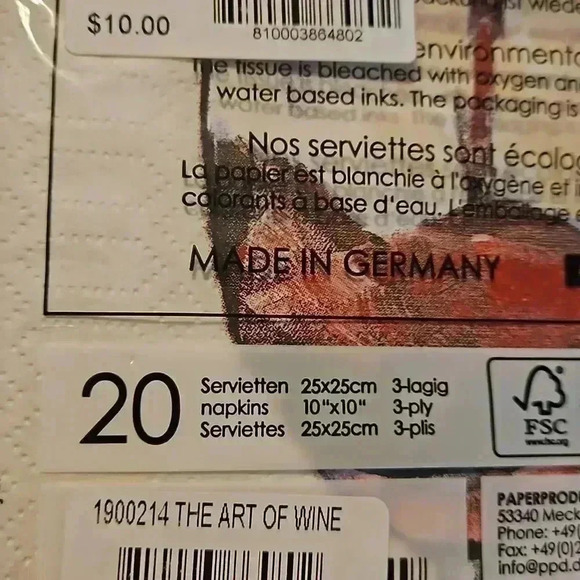 $10.00
810003864802
environment
The tissue is bleached with oxygen an
water based inks. The packaging is
Nos serviettes sont écolog
La papier est blanchie à l'oxygène et l
colorants à base d'eau. L'emballage
MADE IN GERMANY
20
Servietten 25x25cm 3-lagig
napkins 10"x10" 3-ply
Serviettes 25x25cm 3-plis
FSC
www.fsc.org
1900214 THE ART OF WINE
PAPERPROD
53340 Meck
Phone: +49(
Fax: +49(0)2
info@ppd.